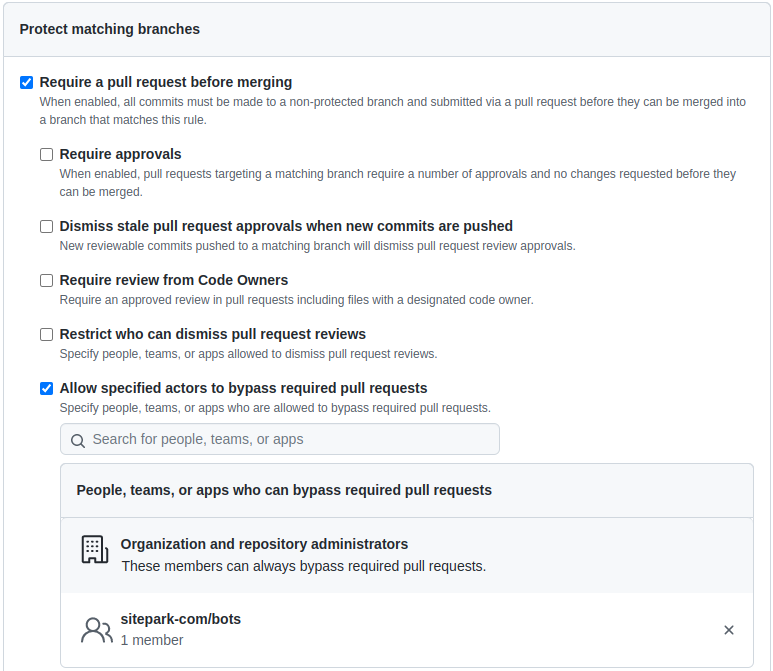 Protect matching branches
Require a pull request before merging
When enabled, all commits must be made to a non-protected branch and submitted via a pull request before they can be merged into
a branch that matches this rule.
Require approvals
When enabled, pull requests targeting a matching branch require a number of approvals and no changes requested before they
can be merged.
Dismiss stale pull request approvals when new commits are pushed
New reviewable commits pushed to a matching branch will dismiss pull request review approvals.
Require review from Code Owners
Require an approved review in pull requests including files with a designated code owner.
Restrict who can dismiss pull request reviews
Specify people, teams, or apps allowed to dismiss pull request reviews.
Allow specified actors to bypass required pull requests
Specify people, teams, or apps who are allowed to bypass required pull requests.
Search for people, teams, or apps
People, teams, or apps who can bypass required pull requests
Organization and repository administrators
These members can always bypass required pull requests.
sitepark-com/bots
1 member